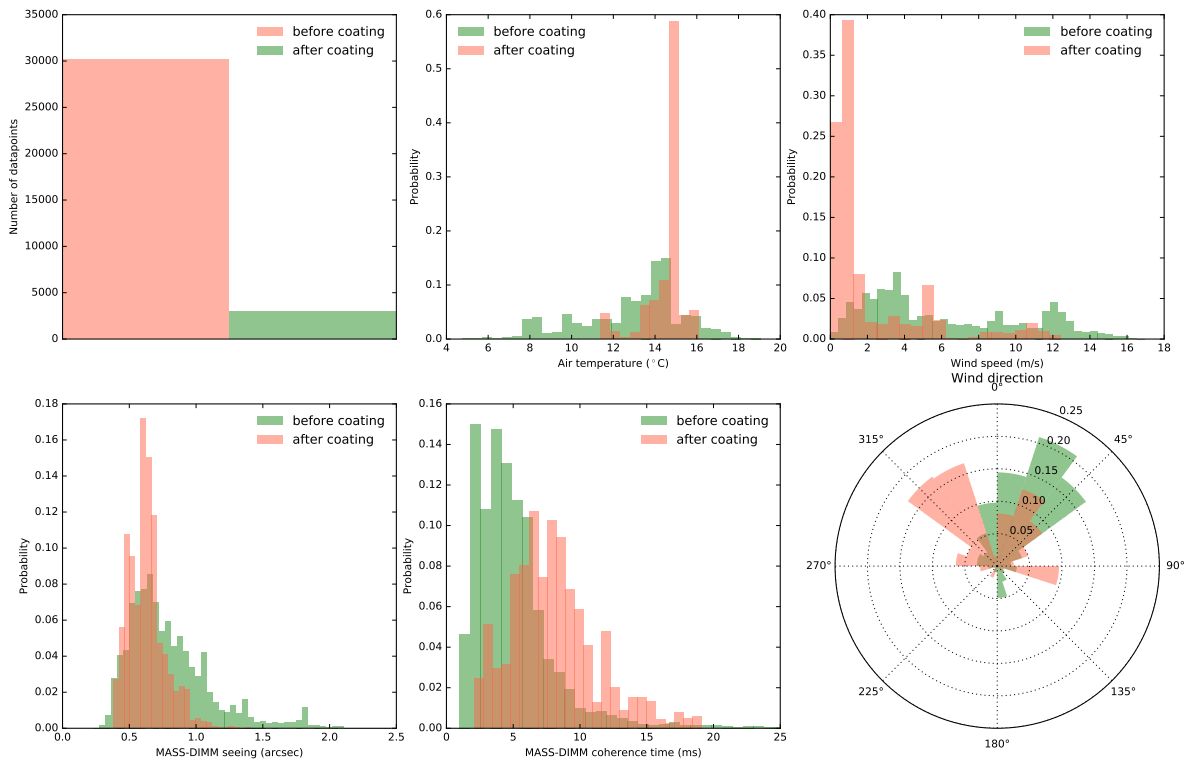 35000
30000
25000
20000
15000
10000
5000
0
Number of datapoints
before coating
after coating
0.6
0.5
0.4
0.3
0.2
0.1
0.0
Probability
before coating
after coating
4 6 8 10 12 14 16 18 20
Air temperature (°C)
0.40
0.35
0.30
0.25
0.20
0.15
0.10
0.05
0.00
Probability
before coating
after coating
0 2 4 6 8 10 12 14 16 18
Wind speed (m/s)
0.18
0.16
0.14
0.12
0.10
0.08
0.06
0.04
0.02
0.00
Probability
before coating
after coating
0.0 0.5 1.0 1.5 2.0 2.5
MASS-DIMM seeing (arcsec)
0.16
0.14
0.12
0.10
0.08
0.06
0.04
0.02
0.00
Probability
before coating
after coating
0 5 10 15 20 25
MASS-DIMM coherence time (ms)
Wind direction
0°
45°
90°
135°
180°
225°
270°
315°
0.25
0.20
0.15
0.10
0.05